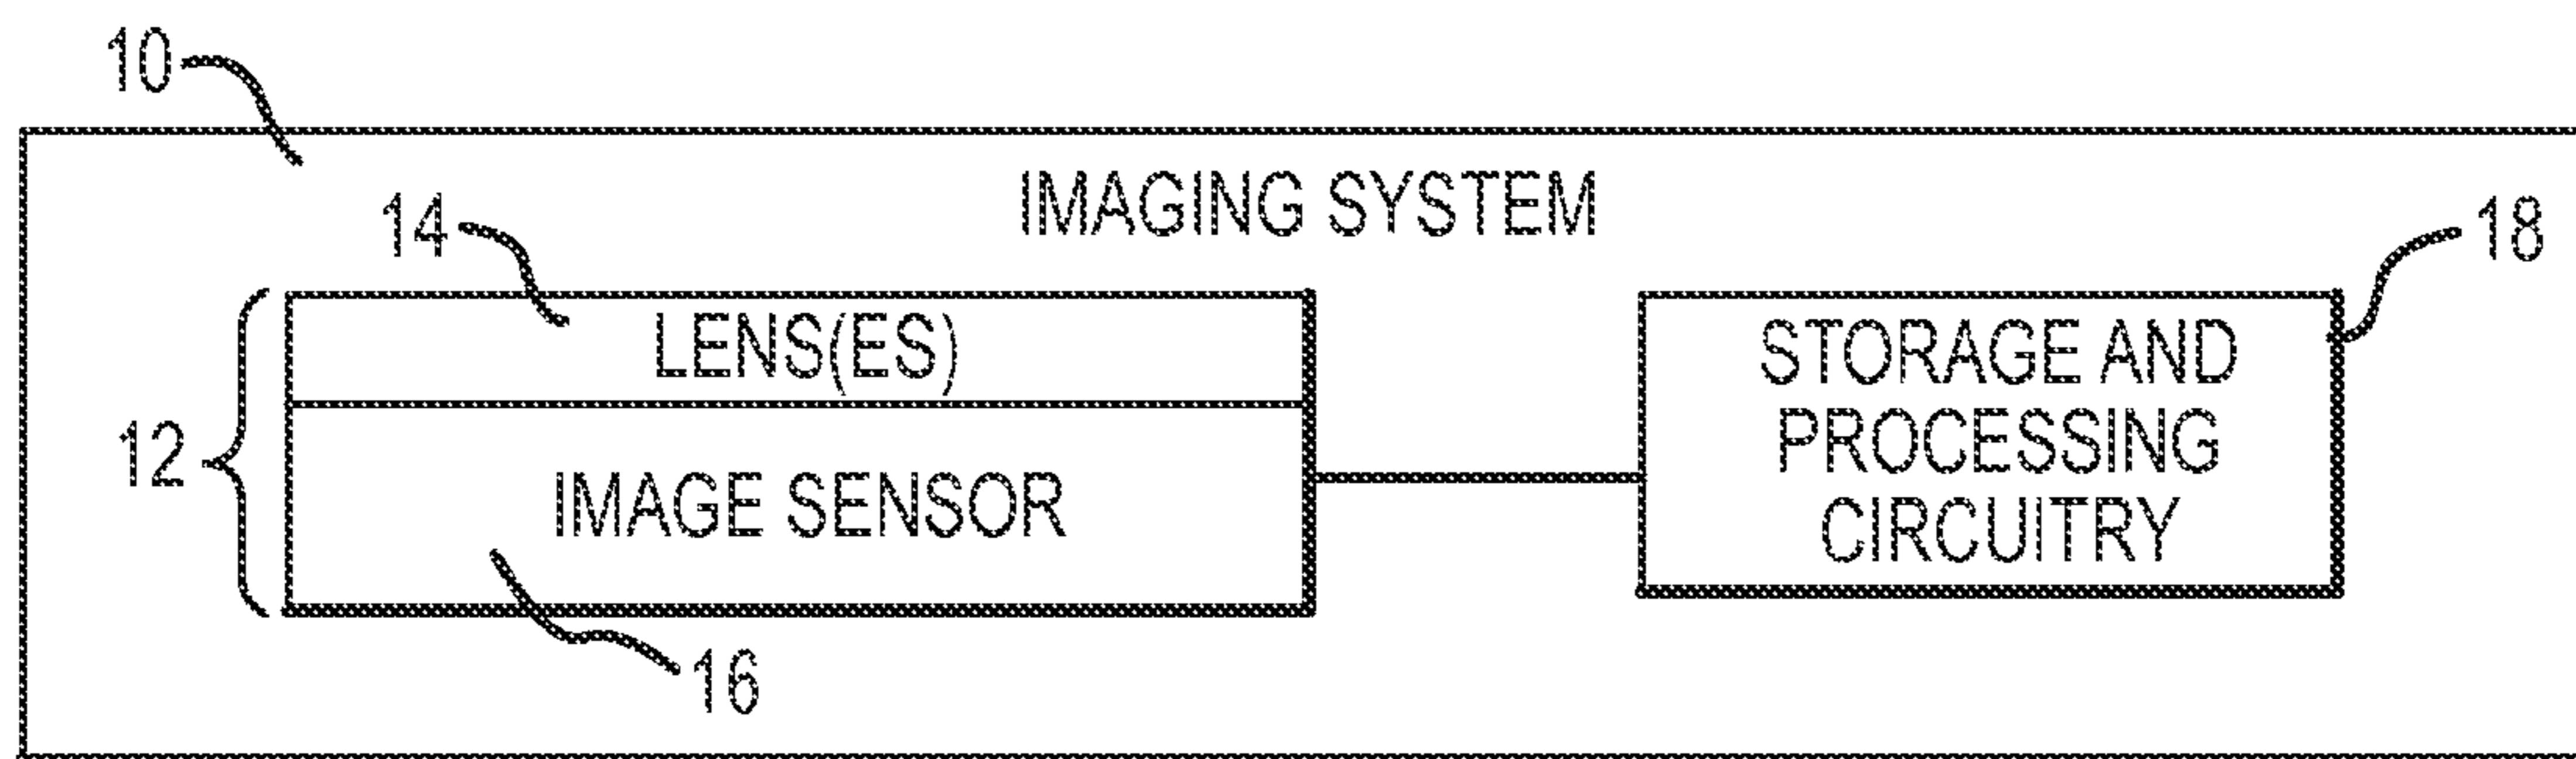 10
IMAGING SYSTEM
14
18
LENS(ES)
STORAGE AND
PROCESSING
CIRCUITRY
12
IMAGE SENSOR
16